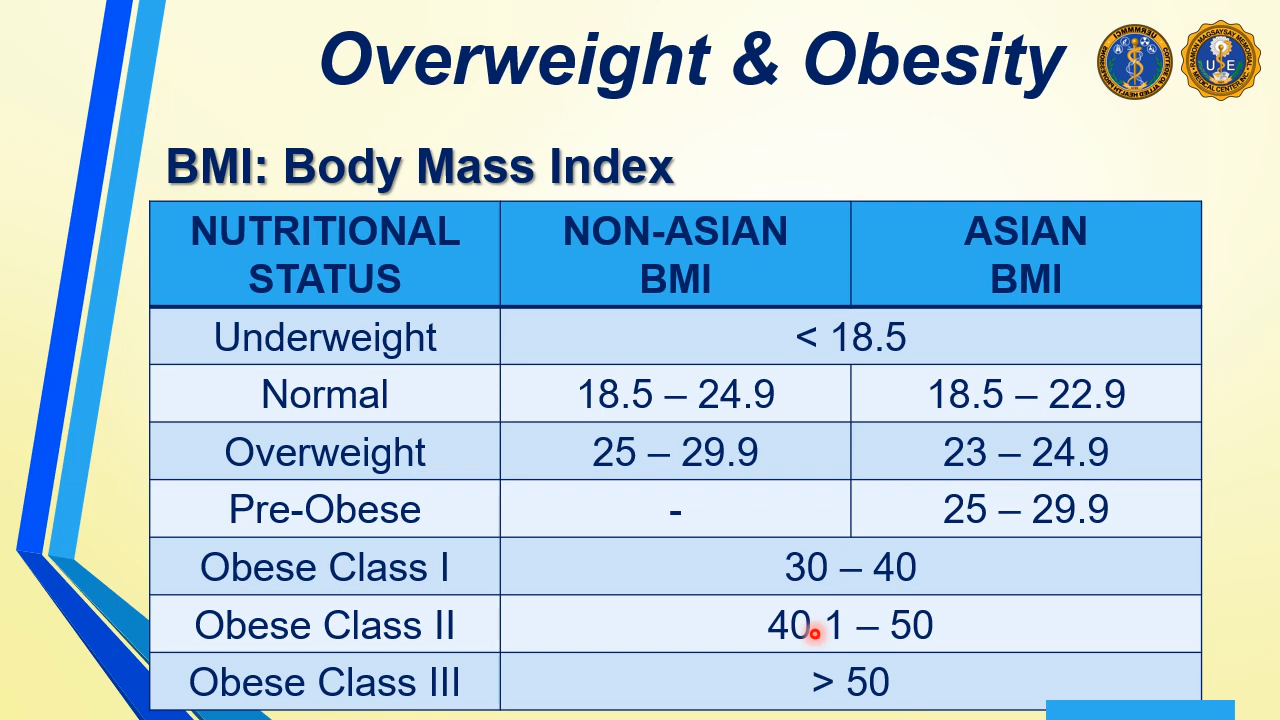 Overweight & Obesity
BMI: Body Mass Index
NUTRITIONAL STATUS NON-ASIAN BMI ASIAN BMI
Underweight < 18.5
Normal 18.5 – 24.9 18.5 – 22.9
Overweight 25 – 29.9 23 – 24.9
Pre-Obese - 25 – 29.9
Obese Class I 30 – 40
Obese Class II 40.1 – 50
Obese Class III > 50